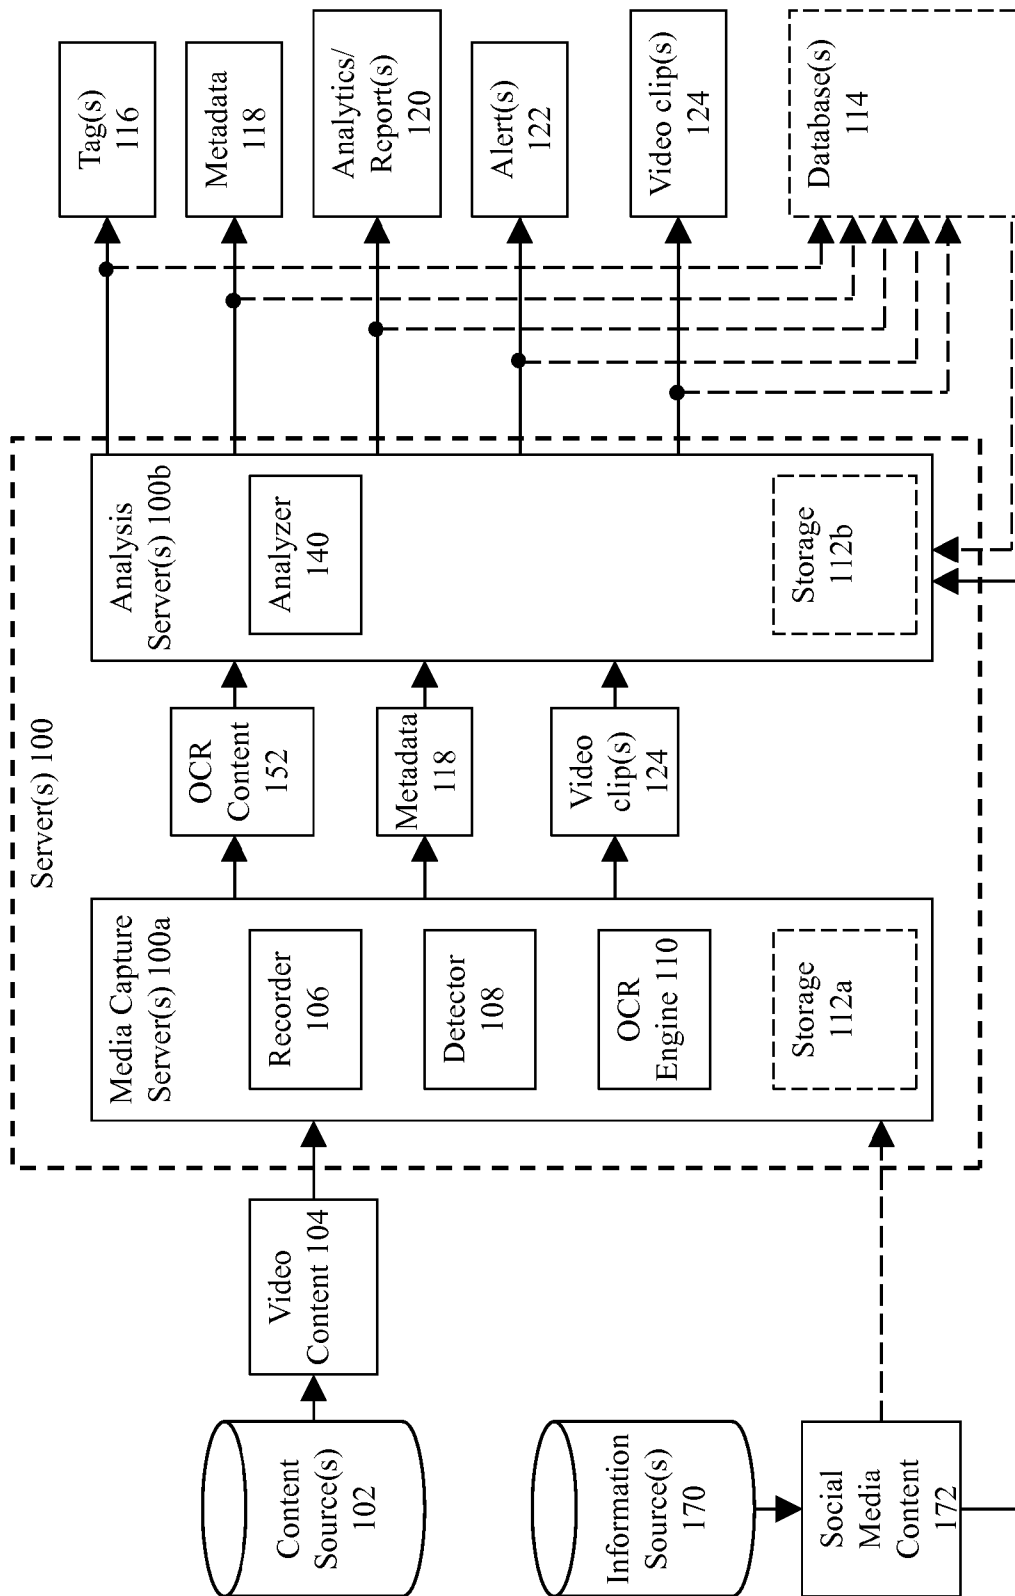 Server(s) 100
Content
Source(s)
102
Video
Content 104
Information
Source(s)
170
Social
Media
Content
172
Media Capture
Server(s) 100a
Recorder
106
Detector
108
OCR
Engine 110
Storage
112a
OCR
Content
152
Metadata
118
Video
clip(s)
124
Analysis
Server(s) 100b
Analyzer
140
Storage
112b
Tag(s)
116
Metadata
118
Analytics/
Report(s)
120
Alert(s)
122
Video clip(s)
124
Database(s)
114